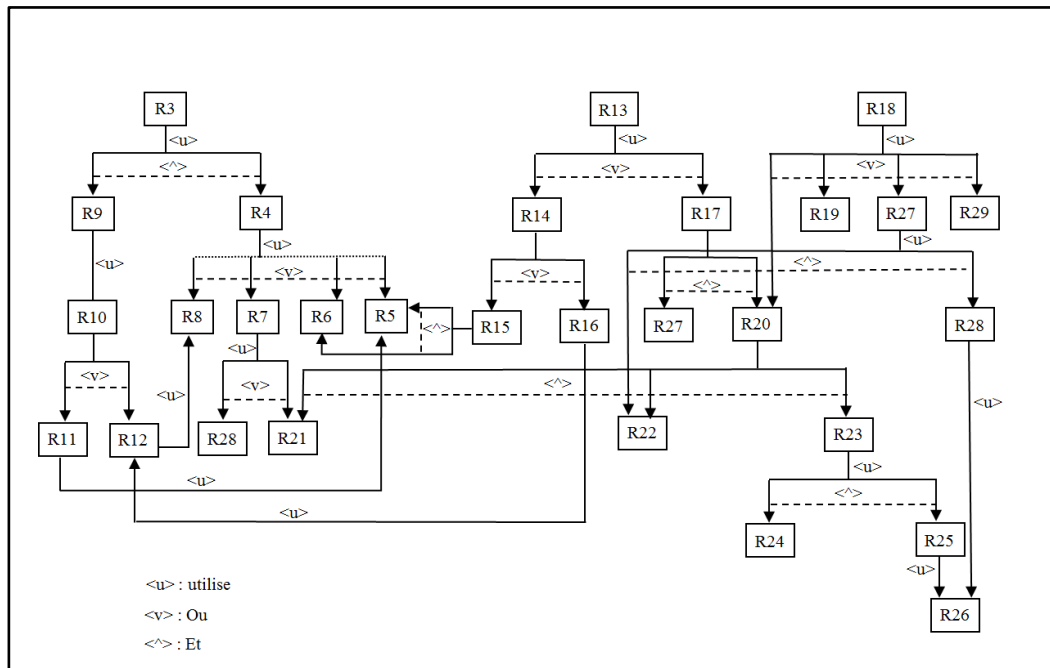 R3 R13 R18
<u> <u> <u>
<^> <v> <v>
R9 R4 R14 R17 R19 R27 R29
<u> <u> <v> <^> <u> <^>
<v>
R10 R8 R7 R6 R5 <^> R15 R16 R27 R20 R28
<v> <u> <u> <v> <^> <u>
R11 R12 R28 R21 R22 R23
<u> <u>
<u> <^>
R24 R25
<u>
<u> : utilise
R26
<v> : Ou
<^> : Et